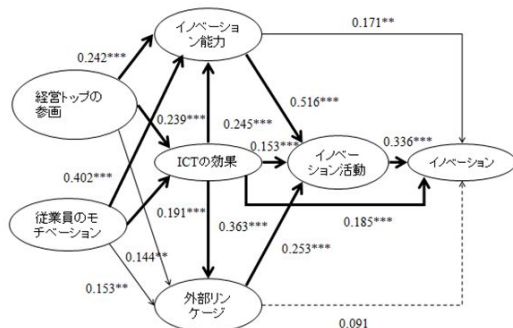 イノベーシ
ョン能力
0.171**
0.242***
経営トップの
参画
0.239***
0.516***
0.245***
0.153***
0.336***
ICTの効果
イノベー
ション活動
イノベーション
0.402***
0.191***
0.363***
0.185***
従業員のモ
チベーション
0.144**
0.253***
0.153**
外部リン
ケージ
0.091